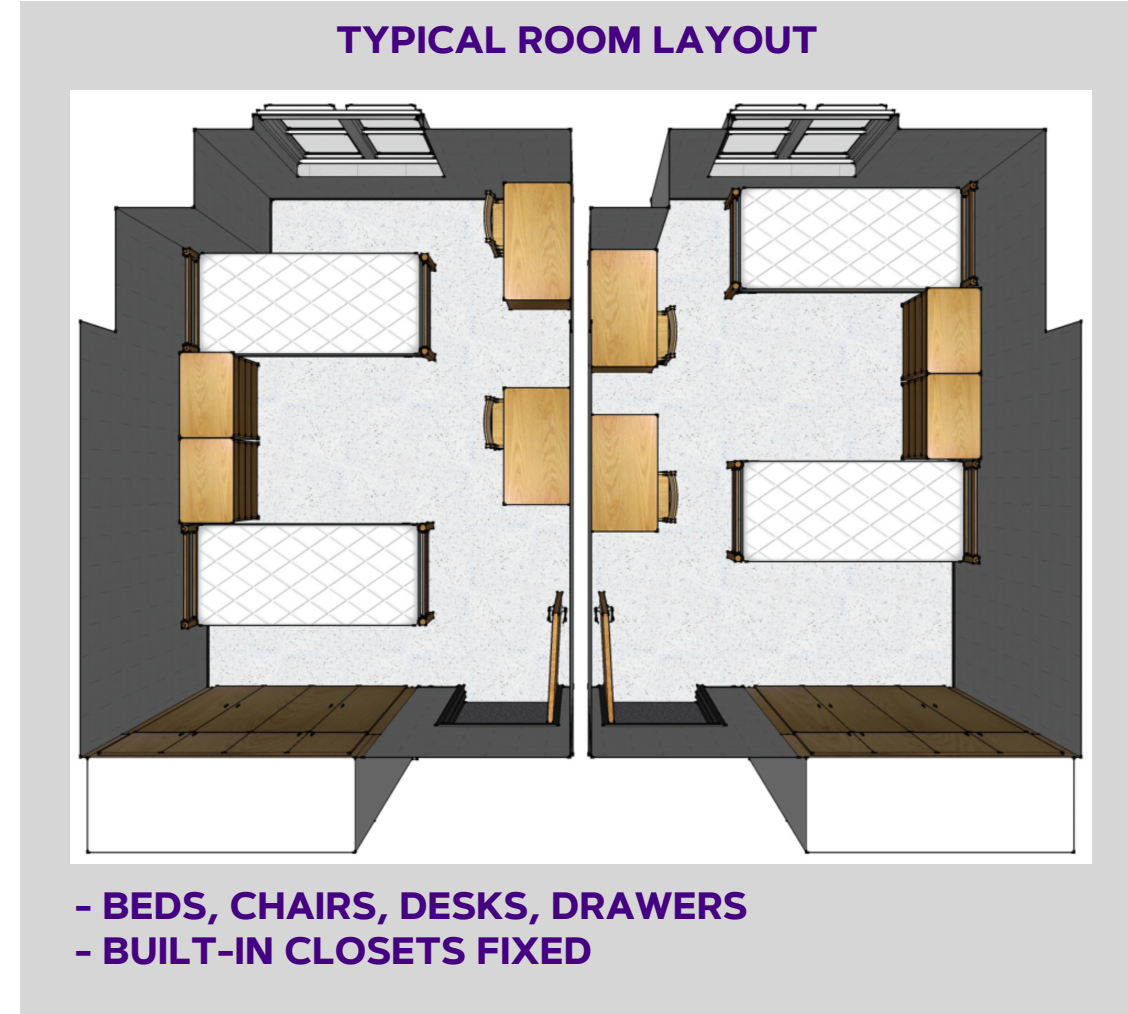 TYPICAL ROOM LAYOUT
- BEDS, CHAIRS, DESKS, DRAWERS
- BUILT-IN CLOSETS FIXED